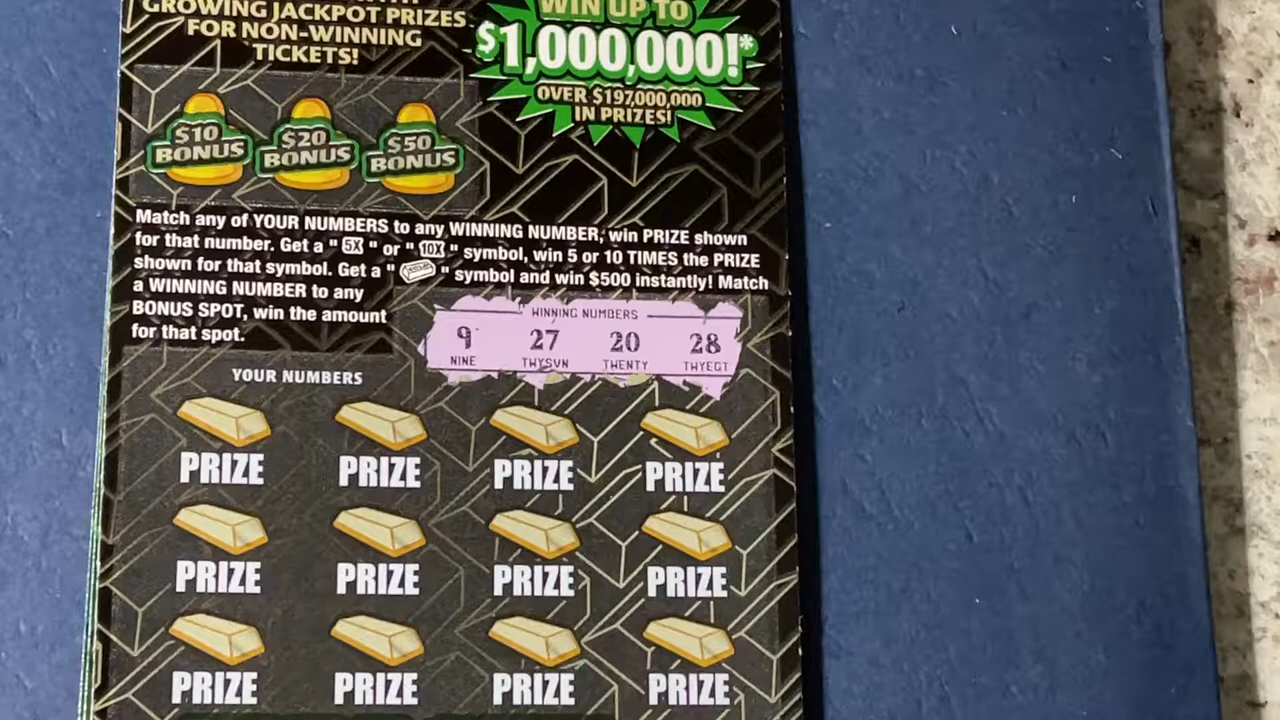 GROWING JACKPOT PRIZES
FOR NON-WINNING
TICKETS!
WIN UP TO
$1,000,000!*
OVER $197,000,000
IN PRIZES!
$10 BONUS
$20 BONUS
$50 BONUS
Match any of YOUR NUMBERS to any WINNING NUMBER, win PRIZE shown
for that number. Get a "5X" or "10X" symbol, win 5 or 10 TIMES the PRIZE
shown for that symbol. Get a " " symbol and win $500 instantly! Match
a WINNING NUMBER to any
BONUS SPOT, win the amount
for that spot.
WINNING NUMBERS
9 27 20 28
NINE TWYSVN TWENTY TWYEGT
YOUR NUMBERS
PRIZE PRIZE PRIZE PRIZE
PRIZE PRIZE PRIZE PRIZE
PRIZE PRIZE PRIZE PRIZE